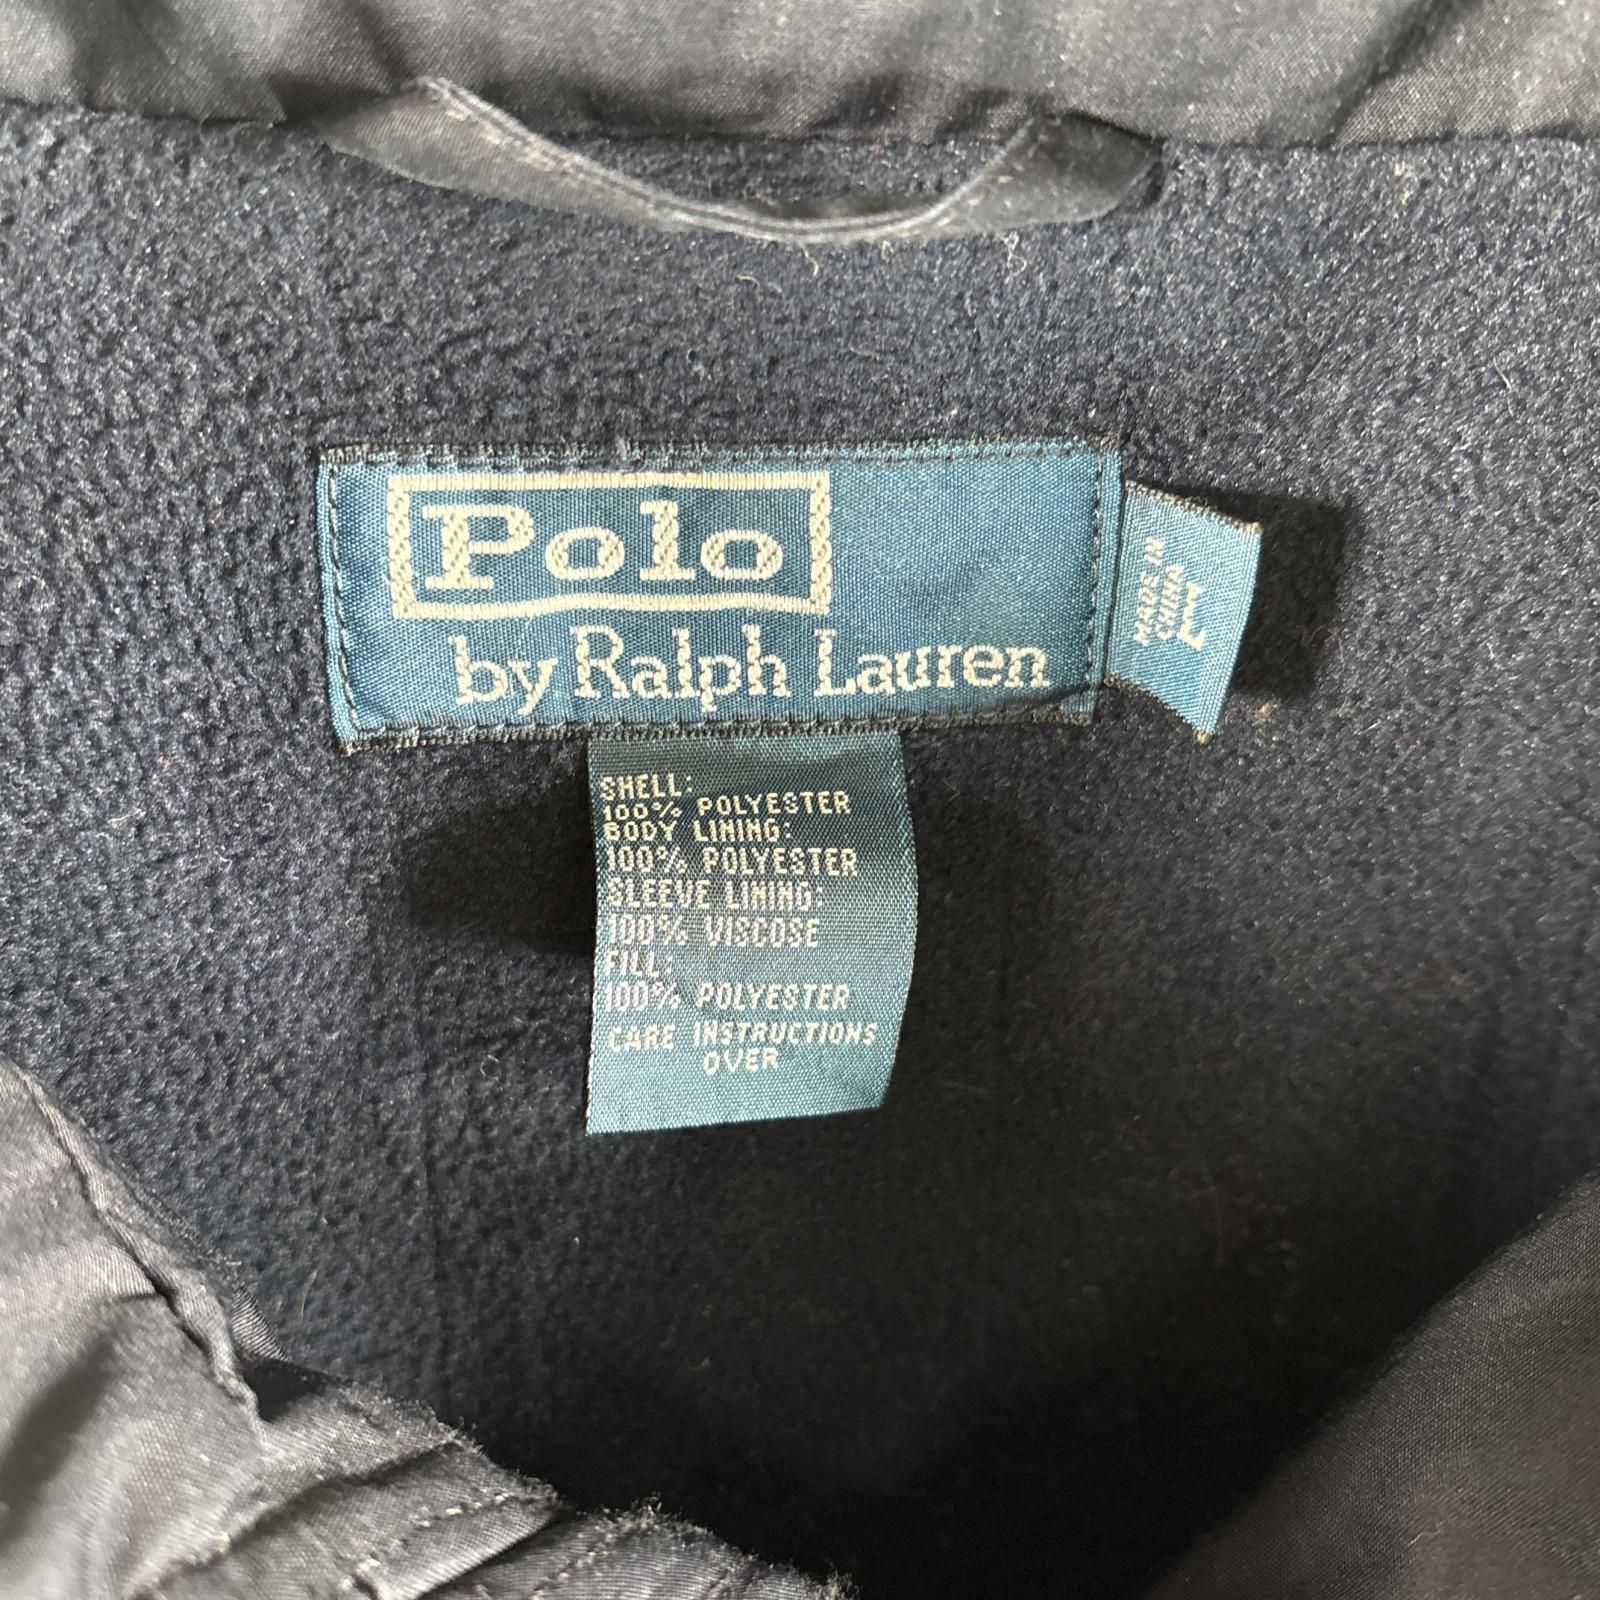 Polo
by Ralph Lauren
MADE IN
CHINA
L
SHELL:
100% POLYESTER
BODY LINING:
100% POLYESTER
SLEEVE LINING:
100% VISCOSE
FILL:
100% POLYESTER
CARE INSTRUCTIONS
OVER